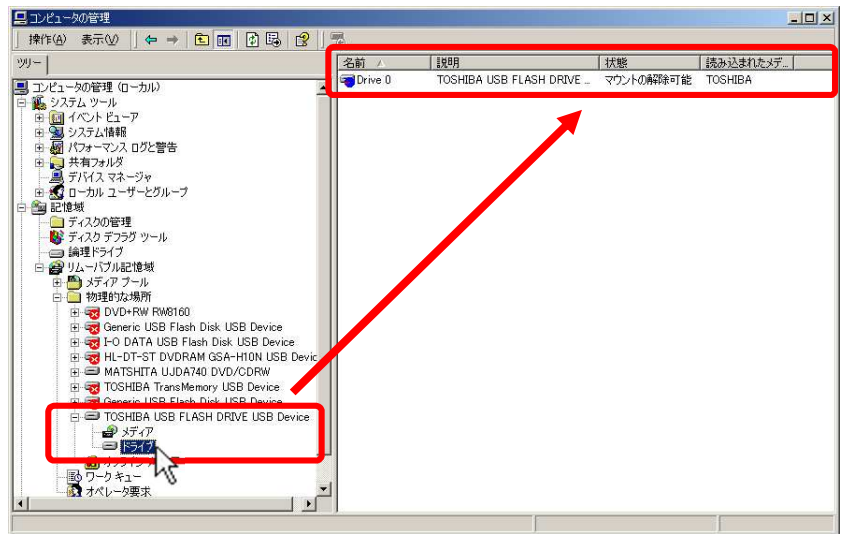 コンピュータの管理
操作(A) 表示(V)
ツリー
名前 説明 状態 読み込まれたメデ...
Drive 0 TOSHIBA USB FLASH DRIVE ... マウントの解除可能 TOSHIBA
コンピュータの管理 (ローカル)
システム ツール
イベント ビューア
システム情報
パフォーマンス ログと警告
共有フォルダ
デバイス マネージャ
ローカル ユーザーとグループ
記憶域
ディスクの管理
ディスク デフラグ ツール
論理ドライブ
リムーバブル記憶域
メディア プール
物理的な場所
DVD+RW RW8160
Generic USB Flash Disk USB Device
I-O DATA USB Flash Disk USB Device
HL-DT-ST DVDRAM GSA-H10N USB Devic
MATSHITA UJDA740 DVD/CDRW
TOSHIBA TransMemory USB Device
Generic USB Flash Disk USB Device
TOSHIBA USB FLASH DRIVE USB Device
メディア
ドライブ
ワーク キュー
オペレータ要求